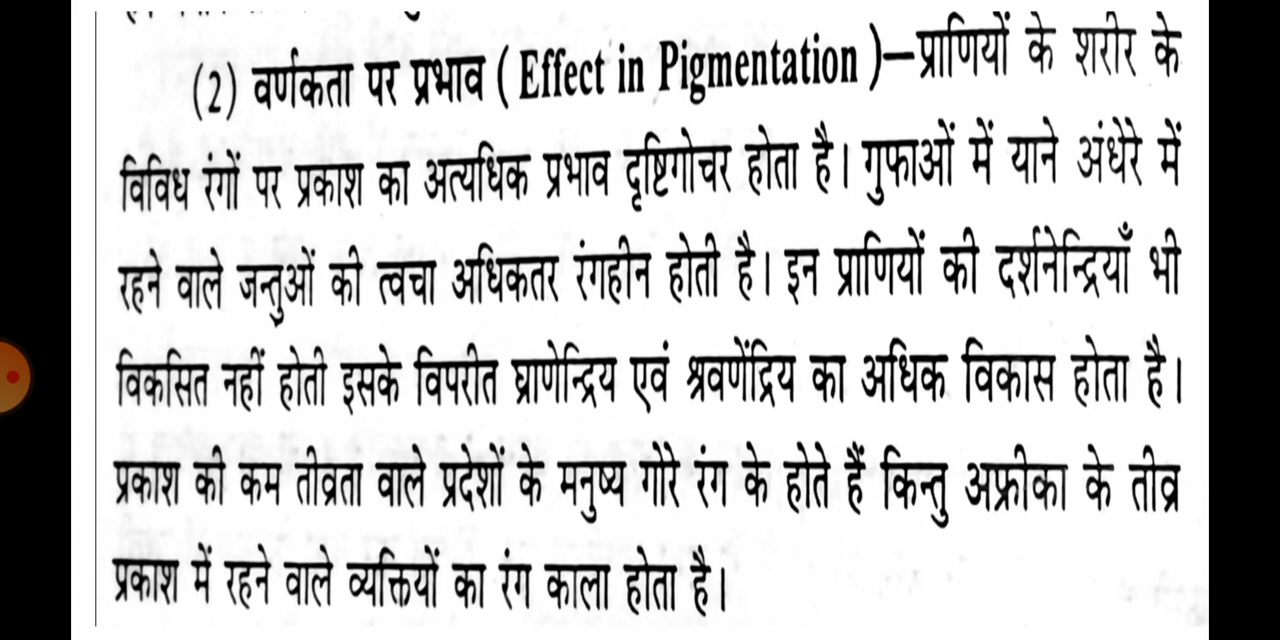 (2) वर्णकता पर प्रभाव ( Effect in Pigmentation )—प्राणियों के शरीर के
विविध रंगों पर प्रकाश का अत्यधिक प्रभाव दृष्टिगोचर होता है। गुफाओं में याने अंधेरे में
रहने वाले जन्तुओं की त्वचा अधिकतर रंगहीन होती है। इन प्राणियों की दर्शनेन्द्रियाँ भी
विकसित नहीं होती इसके विपरीत घ्राणेन्द्रिय एवं श्रवणेंद्रिय का अधिक विकास होता है।
प्रकाश की कम तीव्रता वाले प्रदेशों के मनुष्य गोरे रंग के होते हैं किन्तु अफ्रीका के तीव्र
प्रकाश में रहने वाले व्यक्तियों का रंग काला होता है।